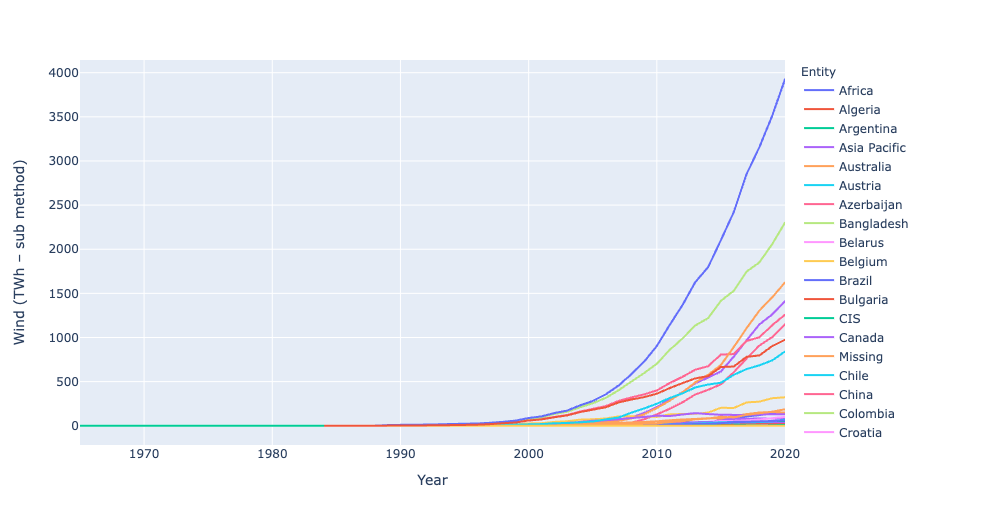 4000
3500
3000
2500
2000
1500
1000
500
0
Wind (TWh – sub method)
1970
1980
1990
2000
2010
2020
Year
Entity
Africa
Algeria
Argentina
Asia Pacific
Australia
Austria
Azerbaijan
Bangladesh
Belarus
Belgium
Brazil
Bulgaria
CIS
Canada
Missing
Chile
China
Colombia
Croatia